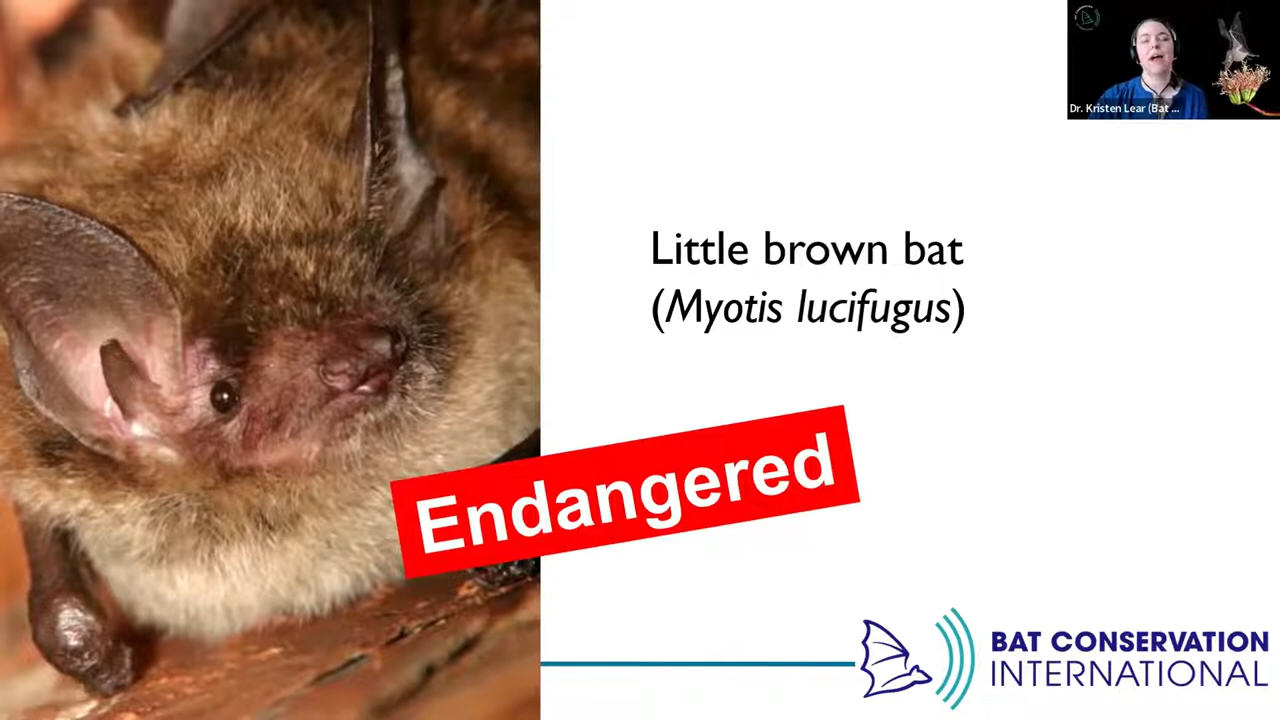 Dr. Kristen Lear (Bat ...
Little brown bat
(Myotis lucifugus)
Endangered
BAT CONSERVATION
INTERNATIONAL